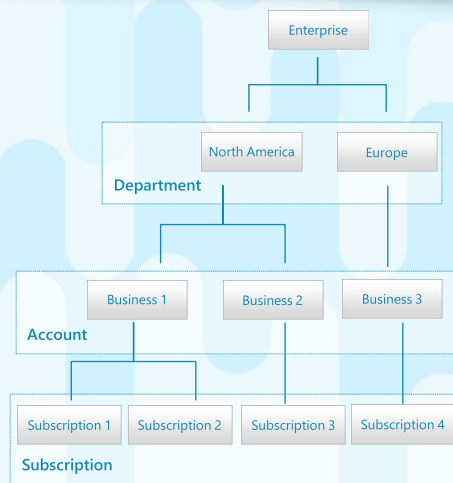 Enterprise
North America
Europe
Department
Business 1
Business 2
Business 3
Account
Subscription 1
Subscription 2
Subscription 3
Subscription 4
Subscription